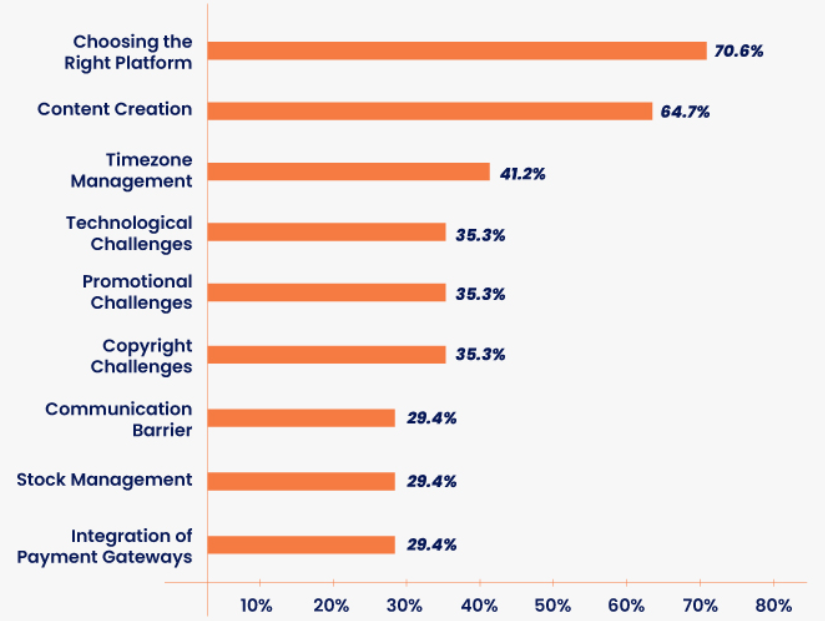 Choosing the
Right Platform
70.6%
Content Creation
64.7%
Timezone
Management
41.2%
Technological
Challenges
35.3%
Promotional
Challenges
35.3%
Copyright
Challenges
35.3%
Communication
Barrier
29.4%
Stock Management
29.4%
Integration of
Payment Gateways
29.4%
10% 20% 30% 40% 50% 60% 70% 80%